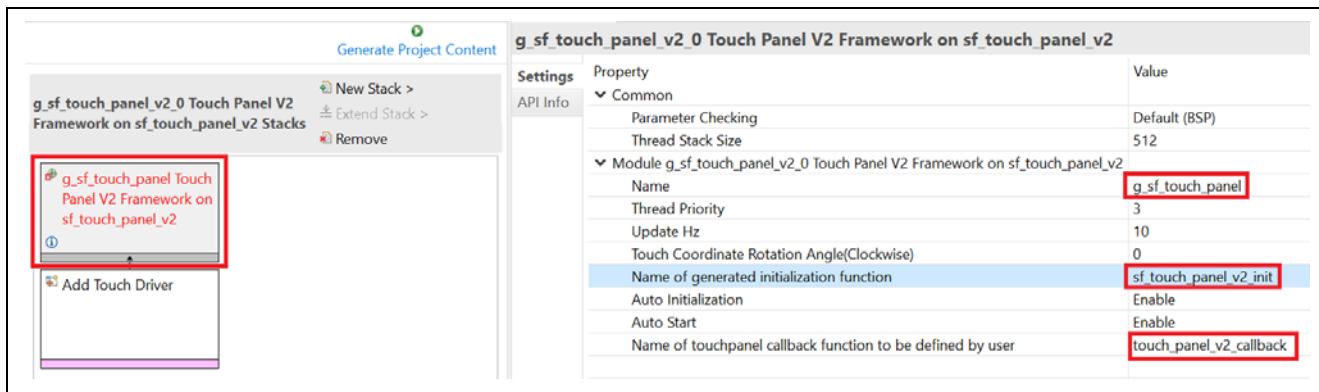 Generate Project Content
g_sf_touch_panel_v2_0 Touch Panel V2
Framework on sf_touch_panel_v2 Stacks
New Stack >
Extend Stack >
Remove
g_sf_touch_panel Touch
Panel V2 Framework on
sf_touch_panel_v2
Add Touch Driver
g_sf_touch_panel_v2_0 Touch Panel V2 Framework on sf_touch_panel_v2
Settings
API Info
Property Value
Common
Parameter Checking Default (BSP)
Thread Stack Size 512
Module g_sf_touch_panel_v2_0 Touch Panel V2 Framework on sf_touch_panel_v2
Name g_sf_touch_panel
Thread Priority 3
Update Hz 10
Touch Coordinate Rotation Angle(Clockwise) 0
Name of generated initialization function sf_touch_panel_v2_init
Auto Initialization Enable
Auto Start Enable
Name of touchpanel callback function to be defined by user touch_panel_v2_callback